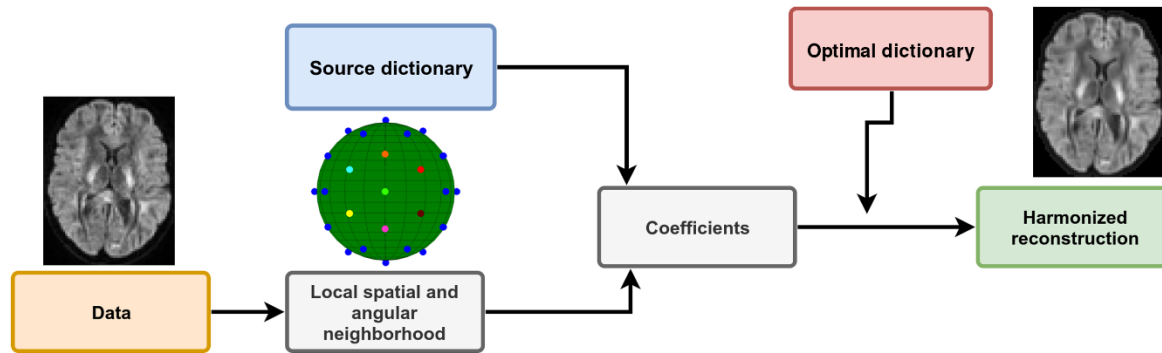 Source dictionary
Optimal dictionary
Data
Local spatial and
angular
neighborhood
Coefficients
Harmonized
reconstruction